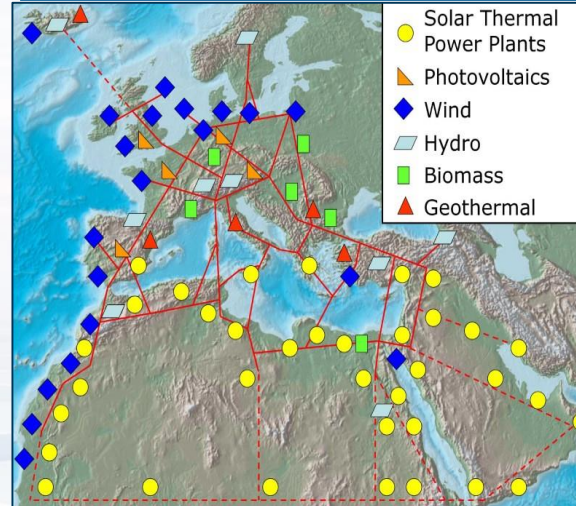 Solar Thermal
Power Plants
Photovoltaics
Wind
Hydro
Biomass
Geothermal